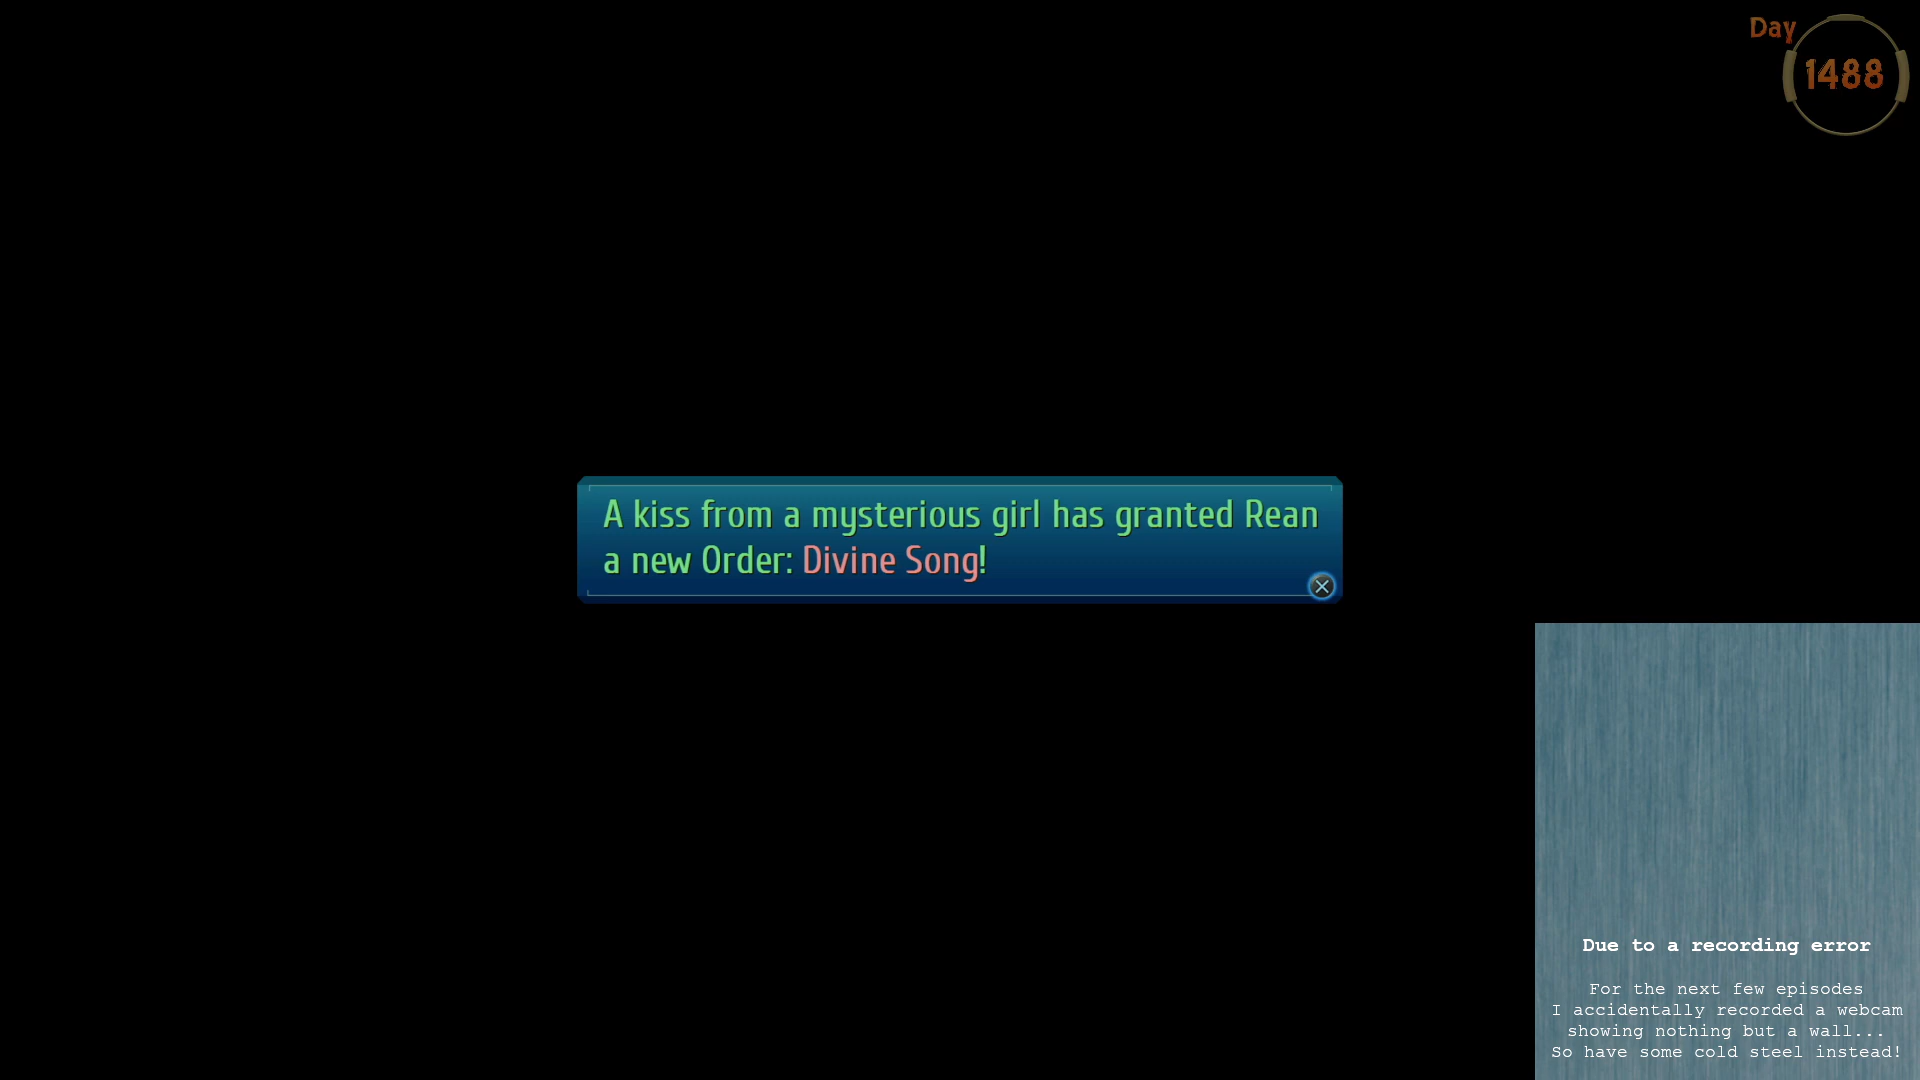 Day
1488
A kiss from a mysterious girl has granted Rean
a new Order: Divine Song!
Due to a recording error
For the next few episodes
I accidentally recorded a webcam
showing nothing but a wall...
So have some cold steel instead!